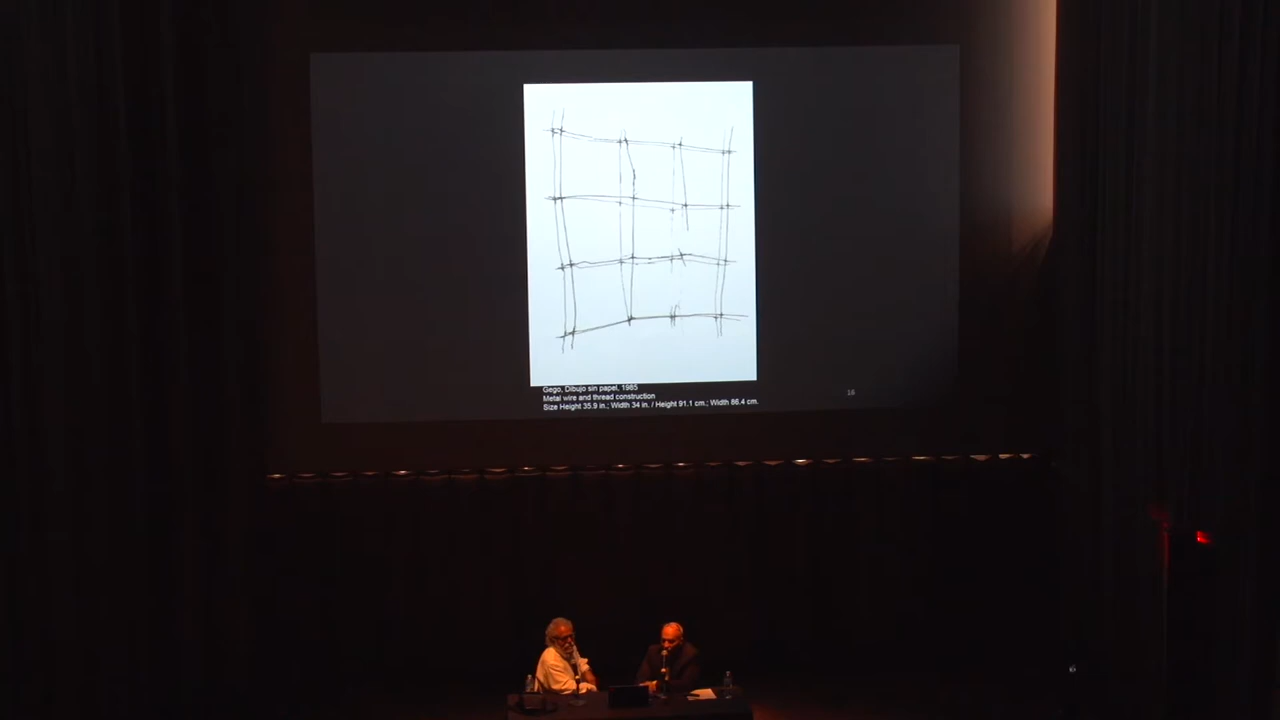 Gego, Dibujo sin papel, 1985
Metal wire and thread construction
Size Height 35.9 in.; Width 34 in. / Height 91.1 cm.; Width 86.4 cm.
16